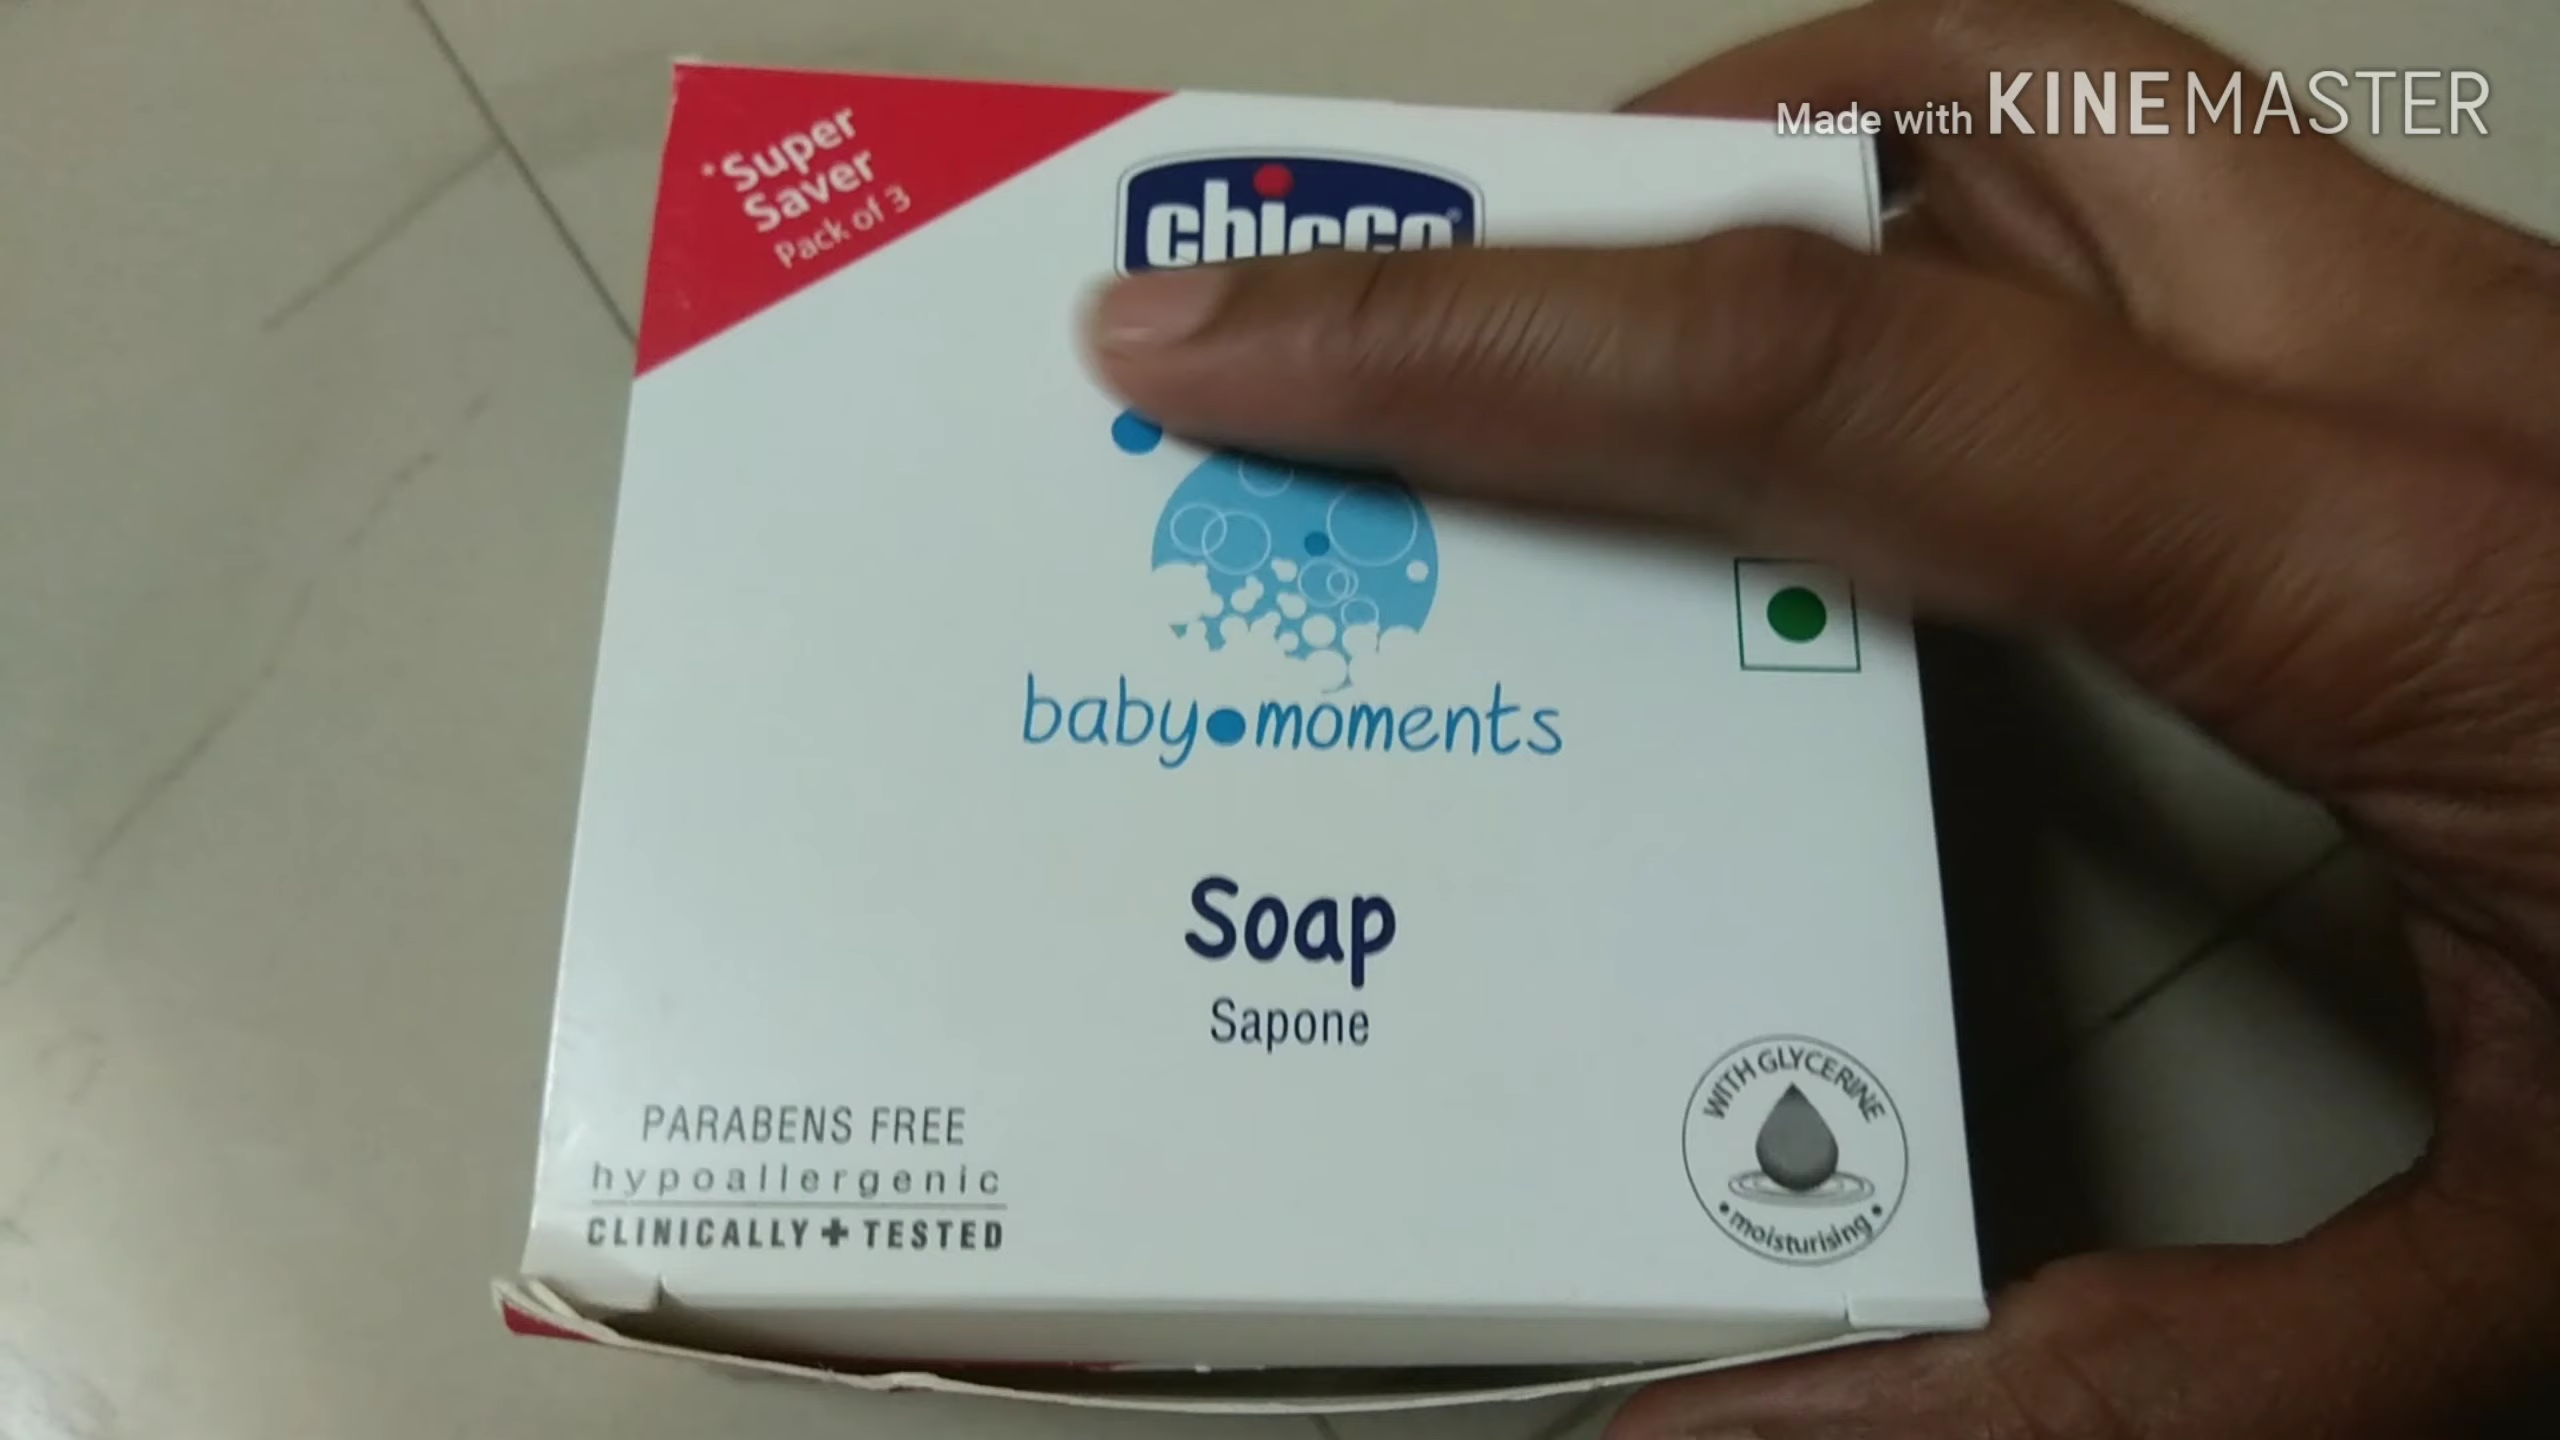 Made with KINEMASTER
*Super
Saver
Pack of 3
chicco
baby moments
Soap
Sapone
PARABENS FREE
hypoallergenic
CLINICALLY + TESTED
WITH GLYCERINE
• moisturising •